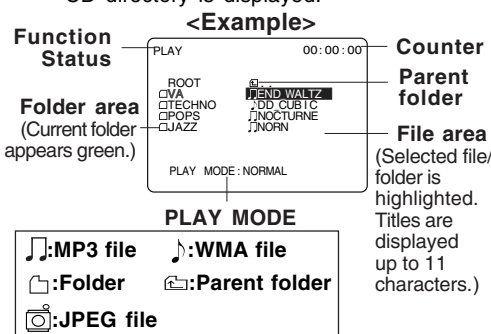 CD directory is displayed.
<Example>
Function Status
PLAY
00:00:00
Counter
ROOT
VA
TECHNO
POPS
JAZZ
Folder area
(Current folder
appears green.)
. .
END WALTZ
DD CUBIC
NOCTURNE
NORN
Parent
folder
File area
(Selected file/
folder is
highlighted.
Titles are
displayed
up to 11
characters.)
PLAY MODE:NORMAL
PLAY MODE
:MP3 file
:WMA file
:Folder
:Parent folder
:JPEG file